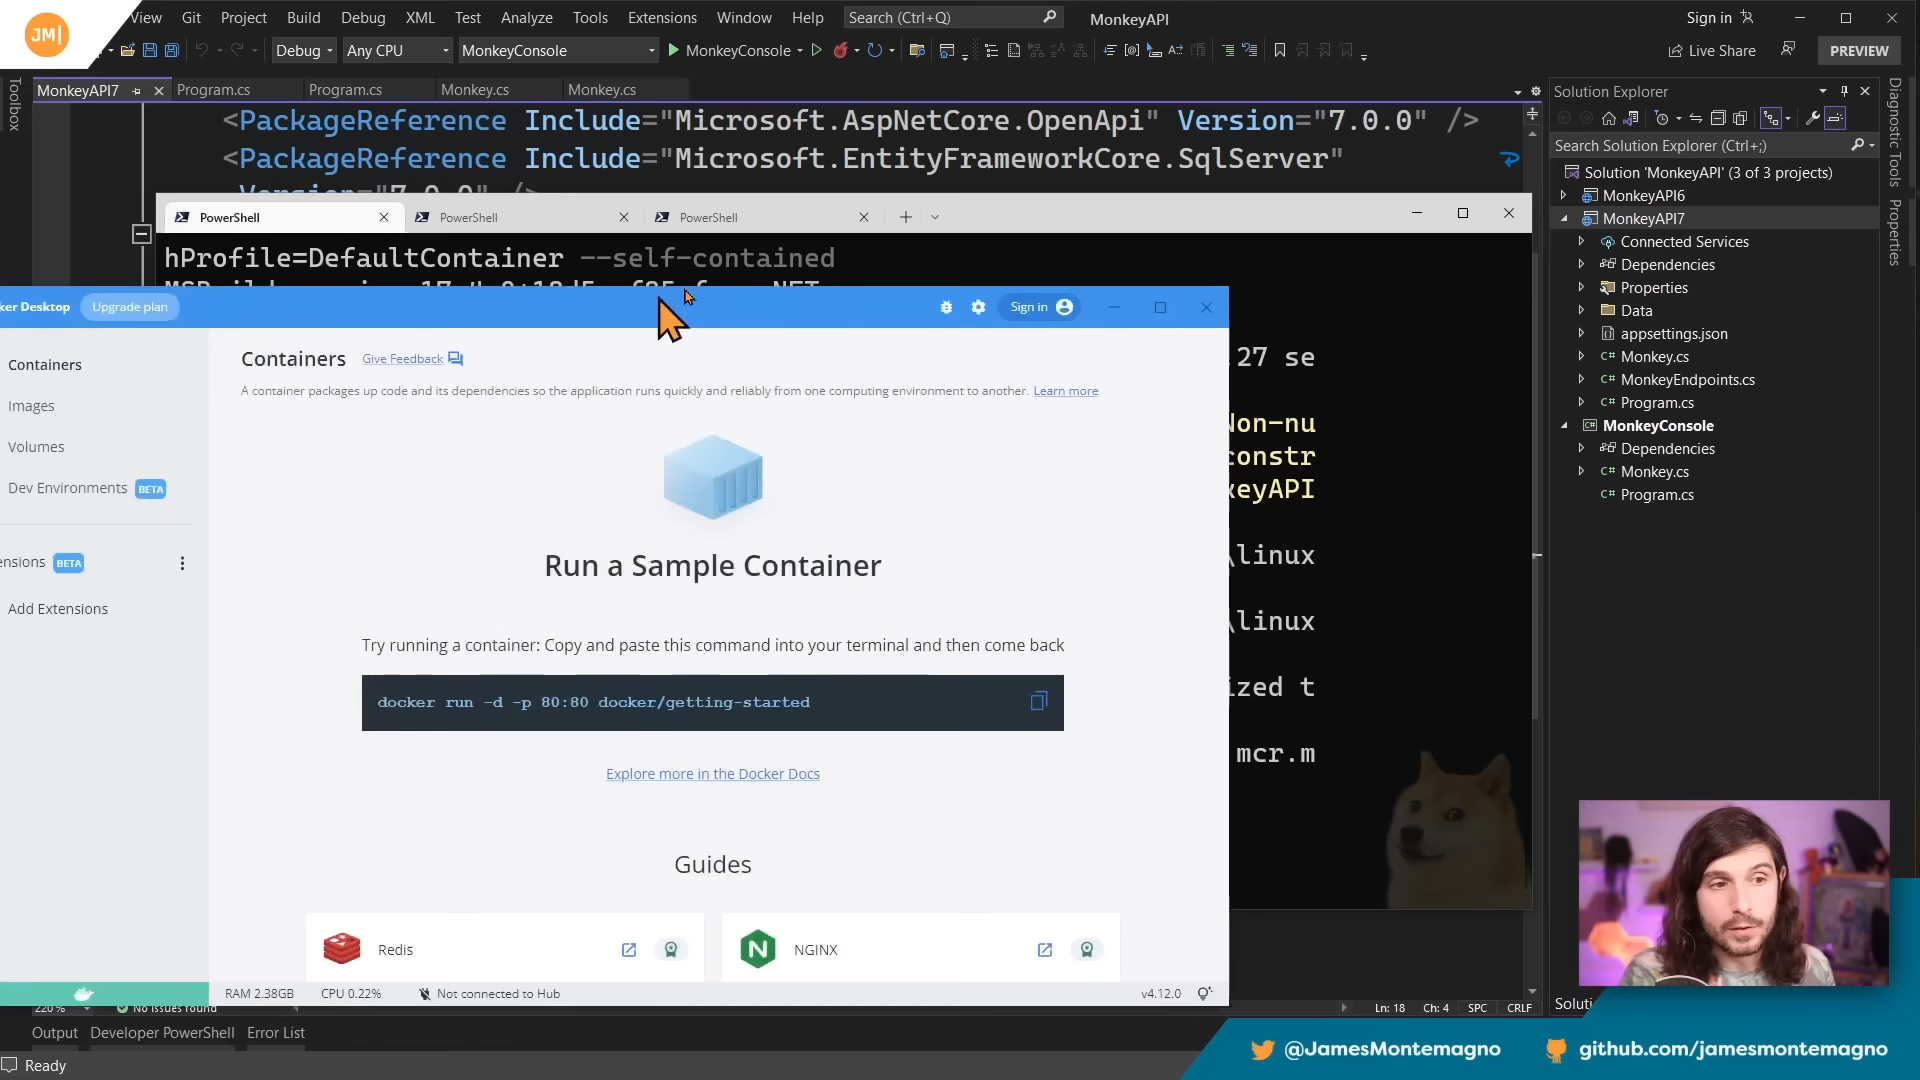 JM|
View Git Project Build Debug XML Test Analyze Tools Extensions Window Help Search (Ctrl+Q) MonkeyAPI Sign in
Debug Any CPU MonkeyConsole MonkeyConsole Live Share PREVIEW
Toolbox
MonkeyAPI7 Program.cs Program.cs Monkey.cs Monkey.cs
<PackageReference Include="Microsoft.AspNetCore.OpenApi" Version="7.0.0" />
<PackageReference Include="Microsoft.EntityFrameworkCore.SqlServer"
Version="7.0.0" />
PowerShell PowerShell PowerShell
hProfile=DefaultContainer --self-contained
27 se
Non-nu
constr
keyAPI
\linux
\linux
ized t
mcr.m
ker Desktop Upgrade plan Sign in
Containers
Images
Volumes
Dev Environments BETA
ensions BETA
Add Extensions
Containers Give Feedback
A container packages up code and its dependencies so the application runs quickly and reliably from one computing environment to another. Learn more
Run a Sample Container
Try running a container: Copy and paste this command into your terminal and then come back
docker run -d -p 80:80 docker/getting-started
Explore more in the Docker Docs
Guides
Redis NGINX
RAM 2.38GB CPU 0.22% Not connected to Hub v4.12.0
220% No issues found Ln: 18 Ch: 4 SPC CRLF
Output Developer PowerShell Error List
Ready
Solution Explorer
Search Solution Explorer (Ctrl+;)
Solution 'MonkeyAPI' (3 of 3 projects)
MonkeyAPI6
MonkeyAPI7
Connected Services
Dependencies
Properties
Data
appsettings.json
Monkey.cs
MonkeyEndpoints.cs
Program.cs
MonkeyConsole
Dependencies
Monkey.cs
Program.cs
Soluti
Diagnostic Tools
Properties
@JamesMontemagno github.com/jamesmontemagno